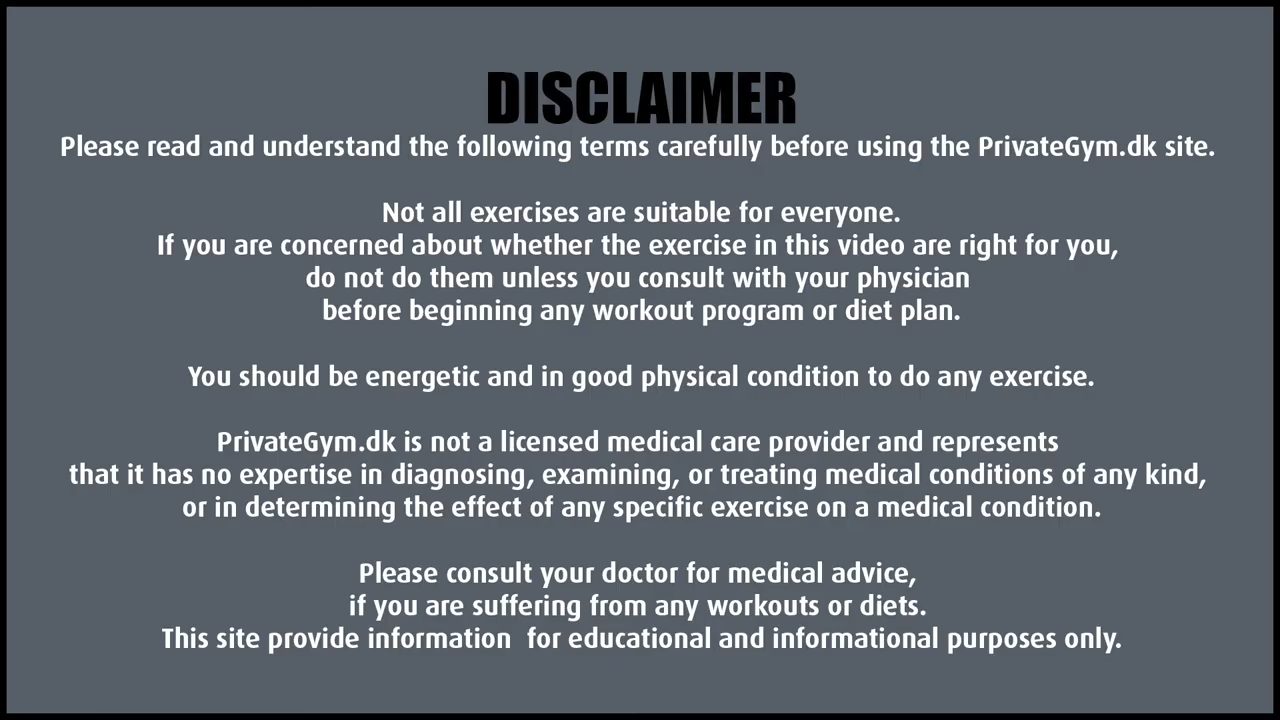 DISCLAIMER
Please read and understand the following terms carefully before using the PrivateGym.dk site.
Not all exercises are suitable for everyone.
If you are concerned about whether the exercise in this video are right for you,
do not do them unless you consult with your physician
before beginning any workout program or diet plan.
You should be energetic and in good physical condition to do any exercise.
PrivateGym.dk is not a licensed medical care provider and represents
that it has no expertise in diagnosing, examining, or treating medical conditions of any kind,
or in determining the effect of any specific exercise on a medical condition.
Please consult your doctor for medical advice,
if you are suffering from any workouts or diets.
This site provide information  for educational and informational purposes only.